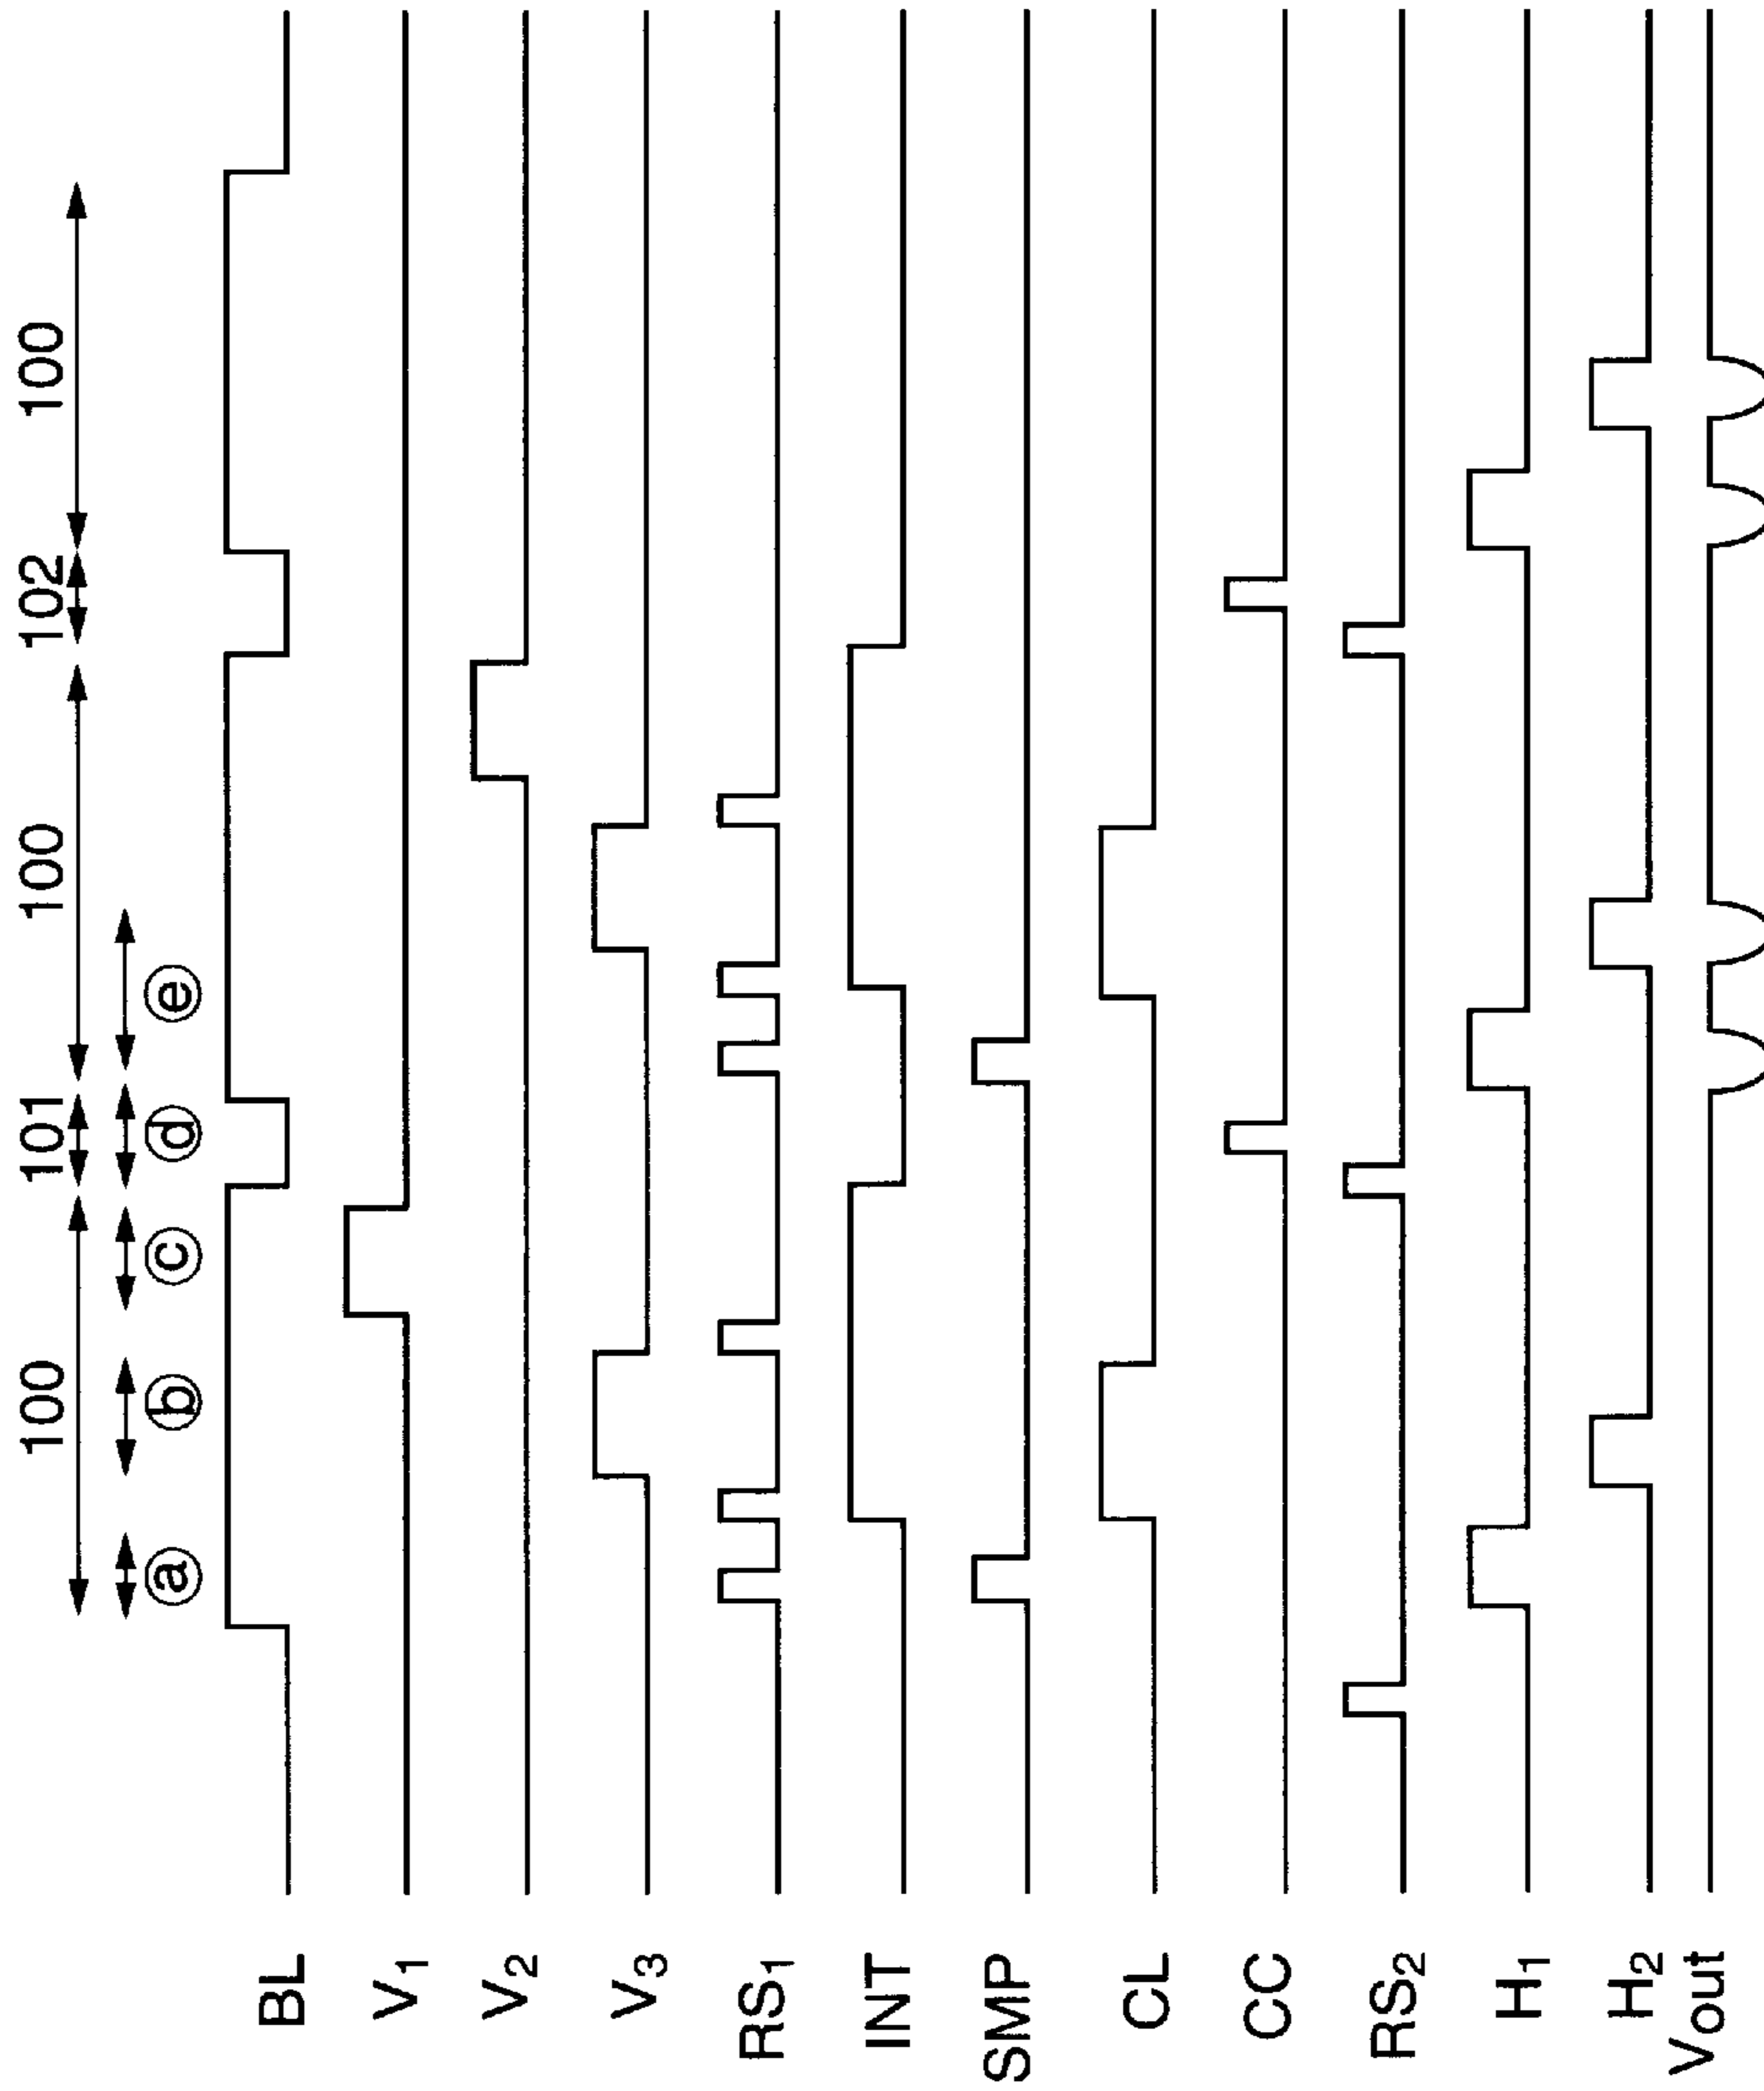 100 101 100 102 100
ⓐ ⓑ ⓒ ⓓ ⓔ
BL
V₁
V₂
V₃
RS₁
INT
SMP
CL
CC
RS₂
H₁
H₂
Vout